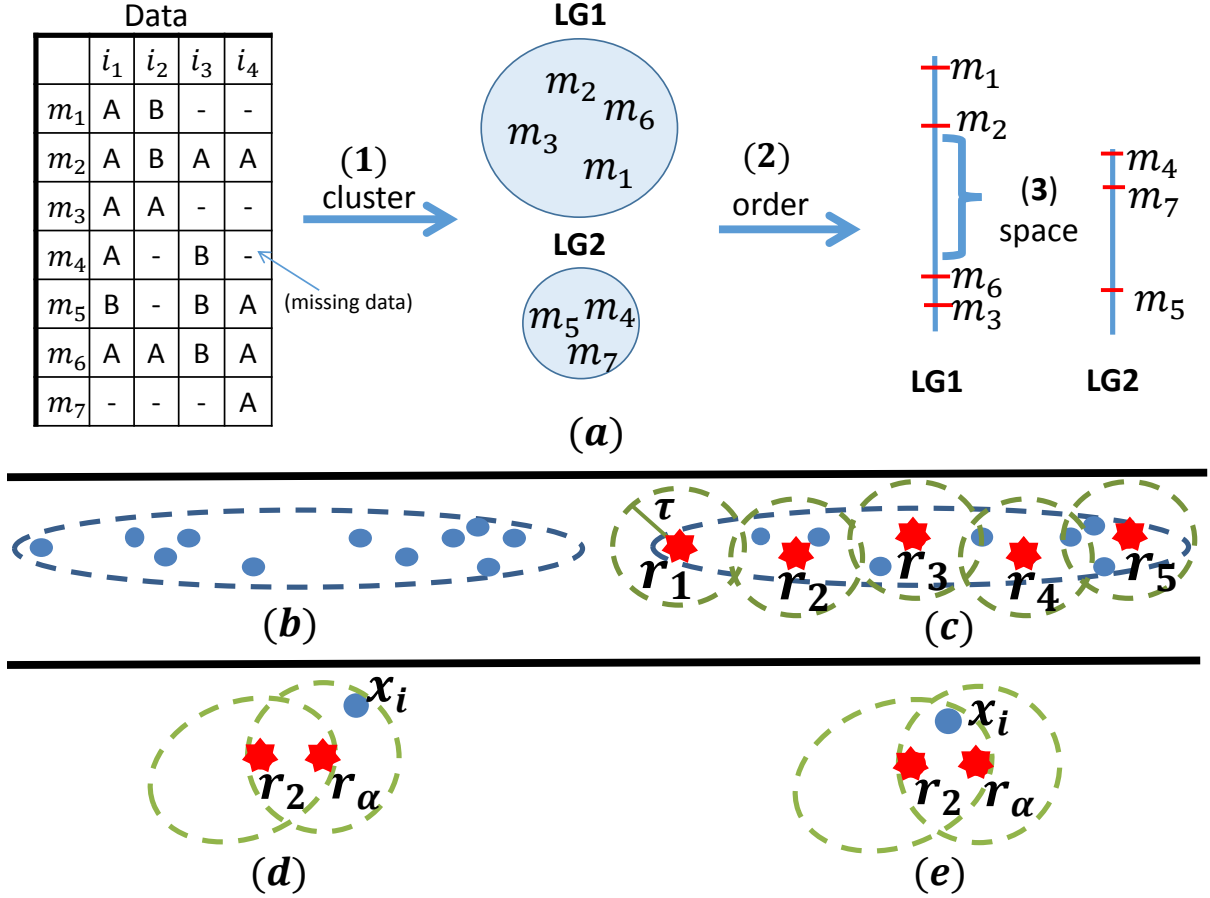 Data
i₁ i₂ i₃ i₄
m₁ A B - -
m₂ A B A A
m₃ A A - -
m₄ A - B -
m₅ B - B A
m₆ A A B A
m₇ - - - A
(missing data)
(1)
cluster
LG1
m₂
m₆
m₃
m₁
LG2
m₅ m₄
m₇
(2)
order
m₁
m₂
(3)
space
m₆
m₃
LG1
m₄
m₇
m₅
LG2
(a)
(b)
τ
r₁ r₂ r₃ r₄ r₅
(c)
xᵢ
r₂ rα
(d)
xᵢ
r₂ rα
(e)